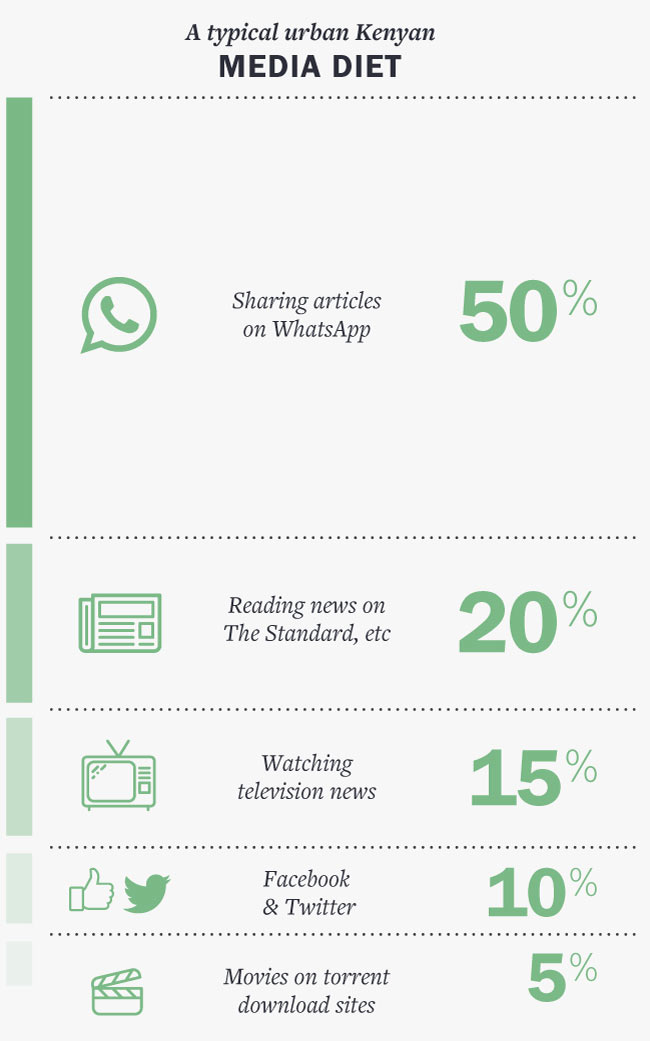 A typical urban Kenyan
MEDIA DIET
Sharing articles
on WhatsApp
50%
Reading news on
The Standard, etc
20%
Watching
television news
15%
Facebook
& Twitter
10%
Movies on torrent
download sites
5%